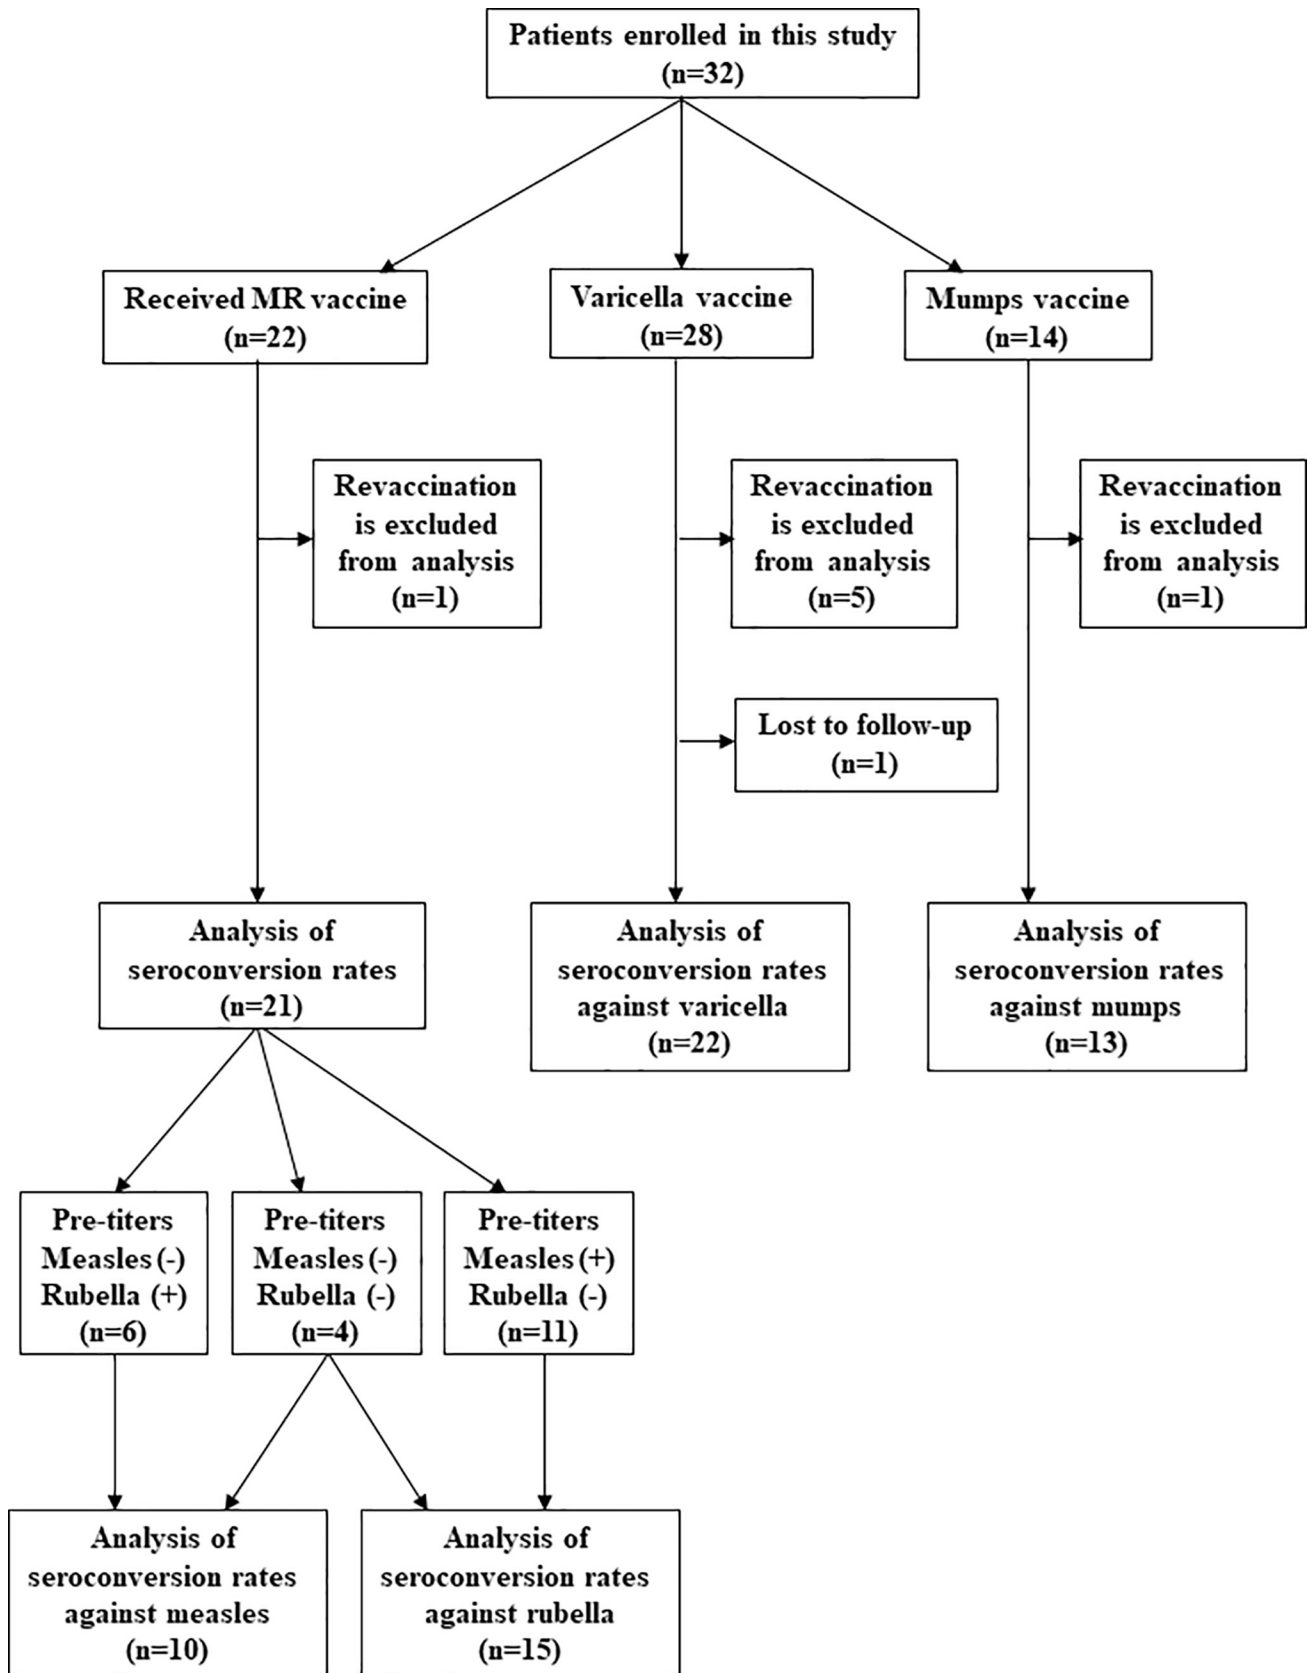 Patients enrolled in this study
(n=32)
Received MR vaccine
(n=22)
Varicella vaccine
(n=28)
Mumps vaccine
(n=14)
Revaccination
is excluded
from analysis
(n=1)
Revaccination
is excluded
from analysis
(n=5)
Revaccination
is excluded
from analysis
(n=1)
Lost to follow-up
(n=1)
Analysis of
seroconversion rates
(n=21)
Analysis of
seroconversion rates
against varicella
(n=22)
Analysis of
seroconversion rates
against mumps
(n=13)
Pre-titers
Measles (-)
Rubella (+)
(n=6)
Pre-titers
Measles (-)
Rubella (-)
(n=4)
Pre-titers
Measles (+)
Rubella (-)
(n=11)
Analysis of
seroconversion rates
against measles
(n=10)
Analysis of
seroconversion rates
against rubella
(n=15)